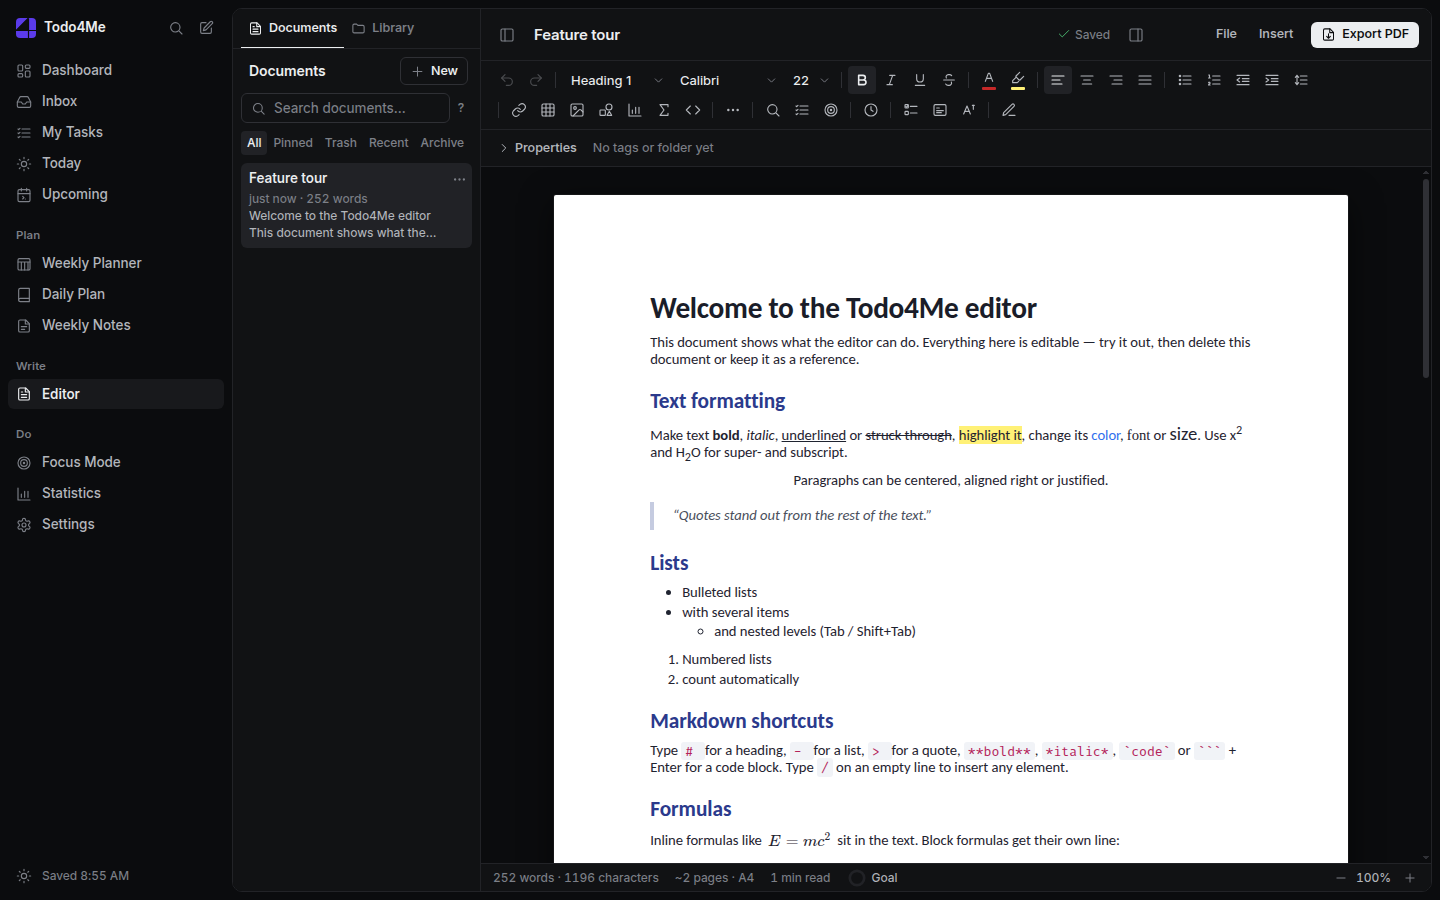 Todo4Me
Dashboard
Inbox
My Tasks
Today
Upcoming
Plan
Weekly Planner
Daily Plan
Weekly Notes
Write
Editor
Do
Focus Mode
Statistics
Settings
Saved 8:55 AM
Documents
Library
Documents
New
Search documents...
?
All Pinned Trash Recent Archive
Feature tour
just now · 252 words
Welcome to the Todo4Me editor
This document shows what the...
Feature tour
Saved
File
Insert
Export PDF
Heading 1
Calibri
22
Properties
No tags or folder yet
Welcome to the Todo4Me editor
This document shows what the editor can do. Everything here is editable — try it out, then delete this
document or keep it as a reference.
Text formatting
Make text bold, italic, underlined or struck through, highlight it, change its color, font or size. Use x²
and H₂O for super- and subscript.
Paragraphs can be centered, aligned right or justified.
“Quotes stand out from the rest of the text.”
Lists
• Bulleted lists
• with several items
◦ and nested levels (Tab / Shift+Tab)
1. Numbered lists
2. count automatically
Markdown shortcuts
Type # for a heading, - for a list, > for a quote, **bold**, *italic*, `code` or ``` +
Enter for a code block. Type / on an empty line to insert any element.
Formulas
Inline formulas like E = mc² sit in the text. Block formulas get their own line:
252 words · 1196 characters
~2 pages · A4
1 min read
Goal
100%